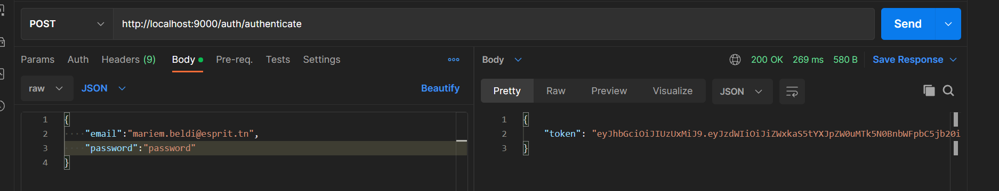 POST http://localhost:9000/auth/authenticate Send
Params Auth Headers (9) Body Pre-req. Tests Settings
Body 200 OK 269 ms 580 B Save Response
raw JSON Beautify
Pretty Raw Preview Visualize JSON
1 {
2 "email":"mariem.beldi@esprit.tn",
3 "password":"password"
4 }
1 {
2 "token": "eyJhbGciOiJIUzUxMiJ9.eyJzdWIiOiJiZWxkaS5tYXJpZW0uMTk5N0BnbWFpbC5jb20i
3 }